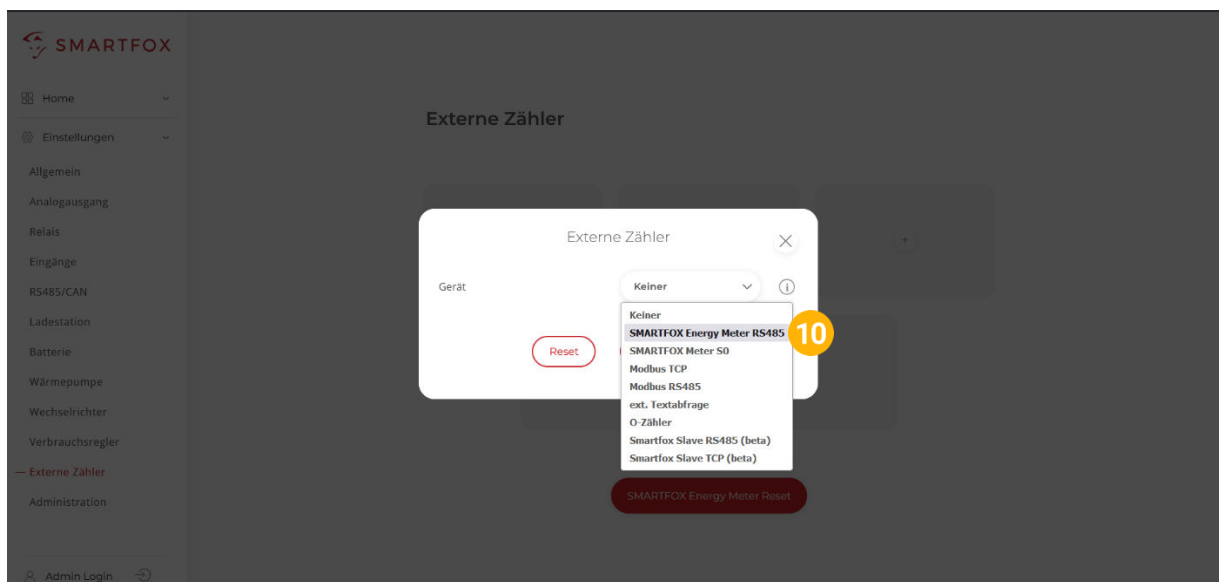 SMARTFOX
Home
Einstellungen
Allgemein
Analogausgang
Relais
Eingänge
RS485/CAN
Ladestation
Batterie
Wärmepumpe
Wechselrichter
Verbrauchsregler
Externe Zähler
Administration
Admin Login
Externe Zähler
+
Externe Zähler
Gerät
Keiner
i
Keiner
SMARTFOX Energy Meter RS485
10
SMARTFOX Meter S0
Modbus TCP
Modbus RS485
ext. Textabfrage
O-Zähler
Smartfox Slave RS485 (beta)
Smartfox Slave TCP (beta)
Reset
SMARTFOX Energy Meter Reset